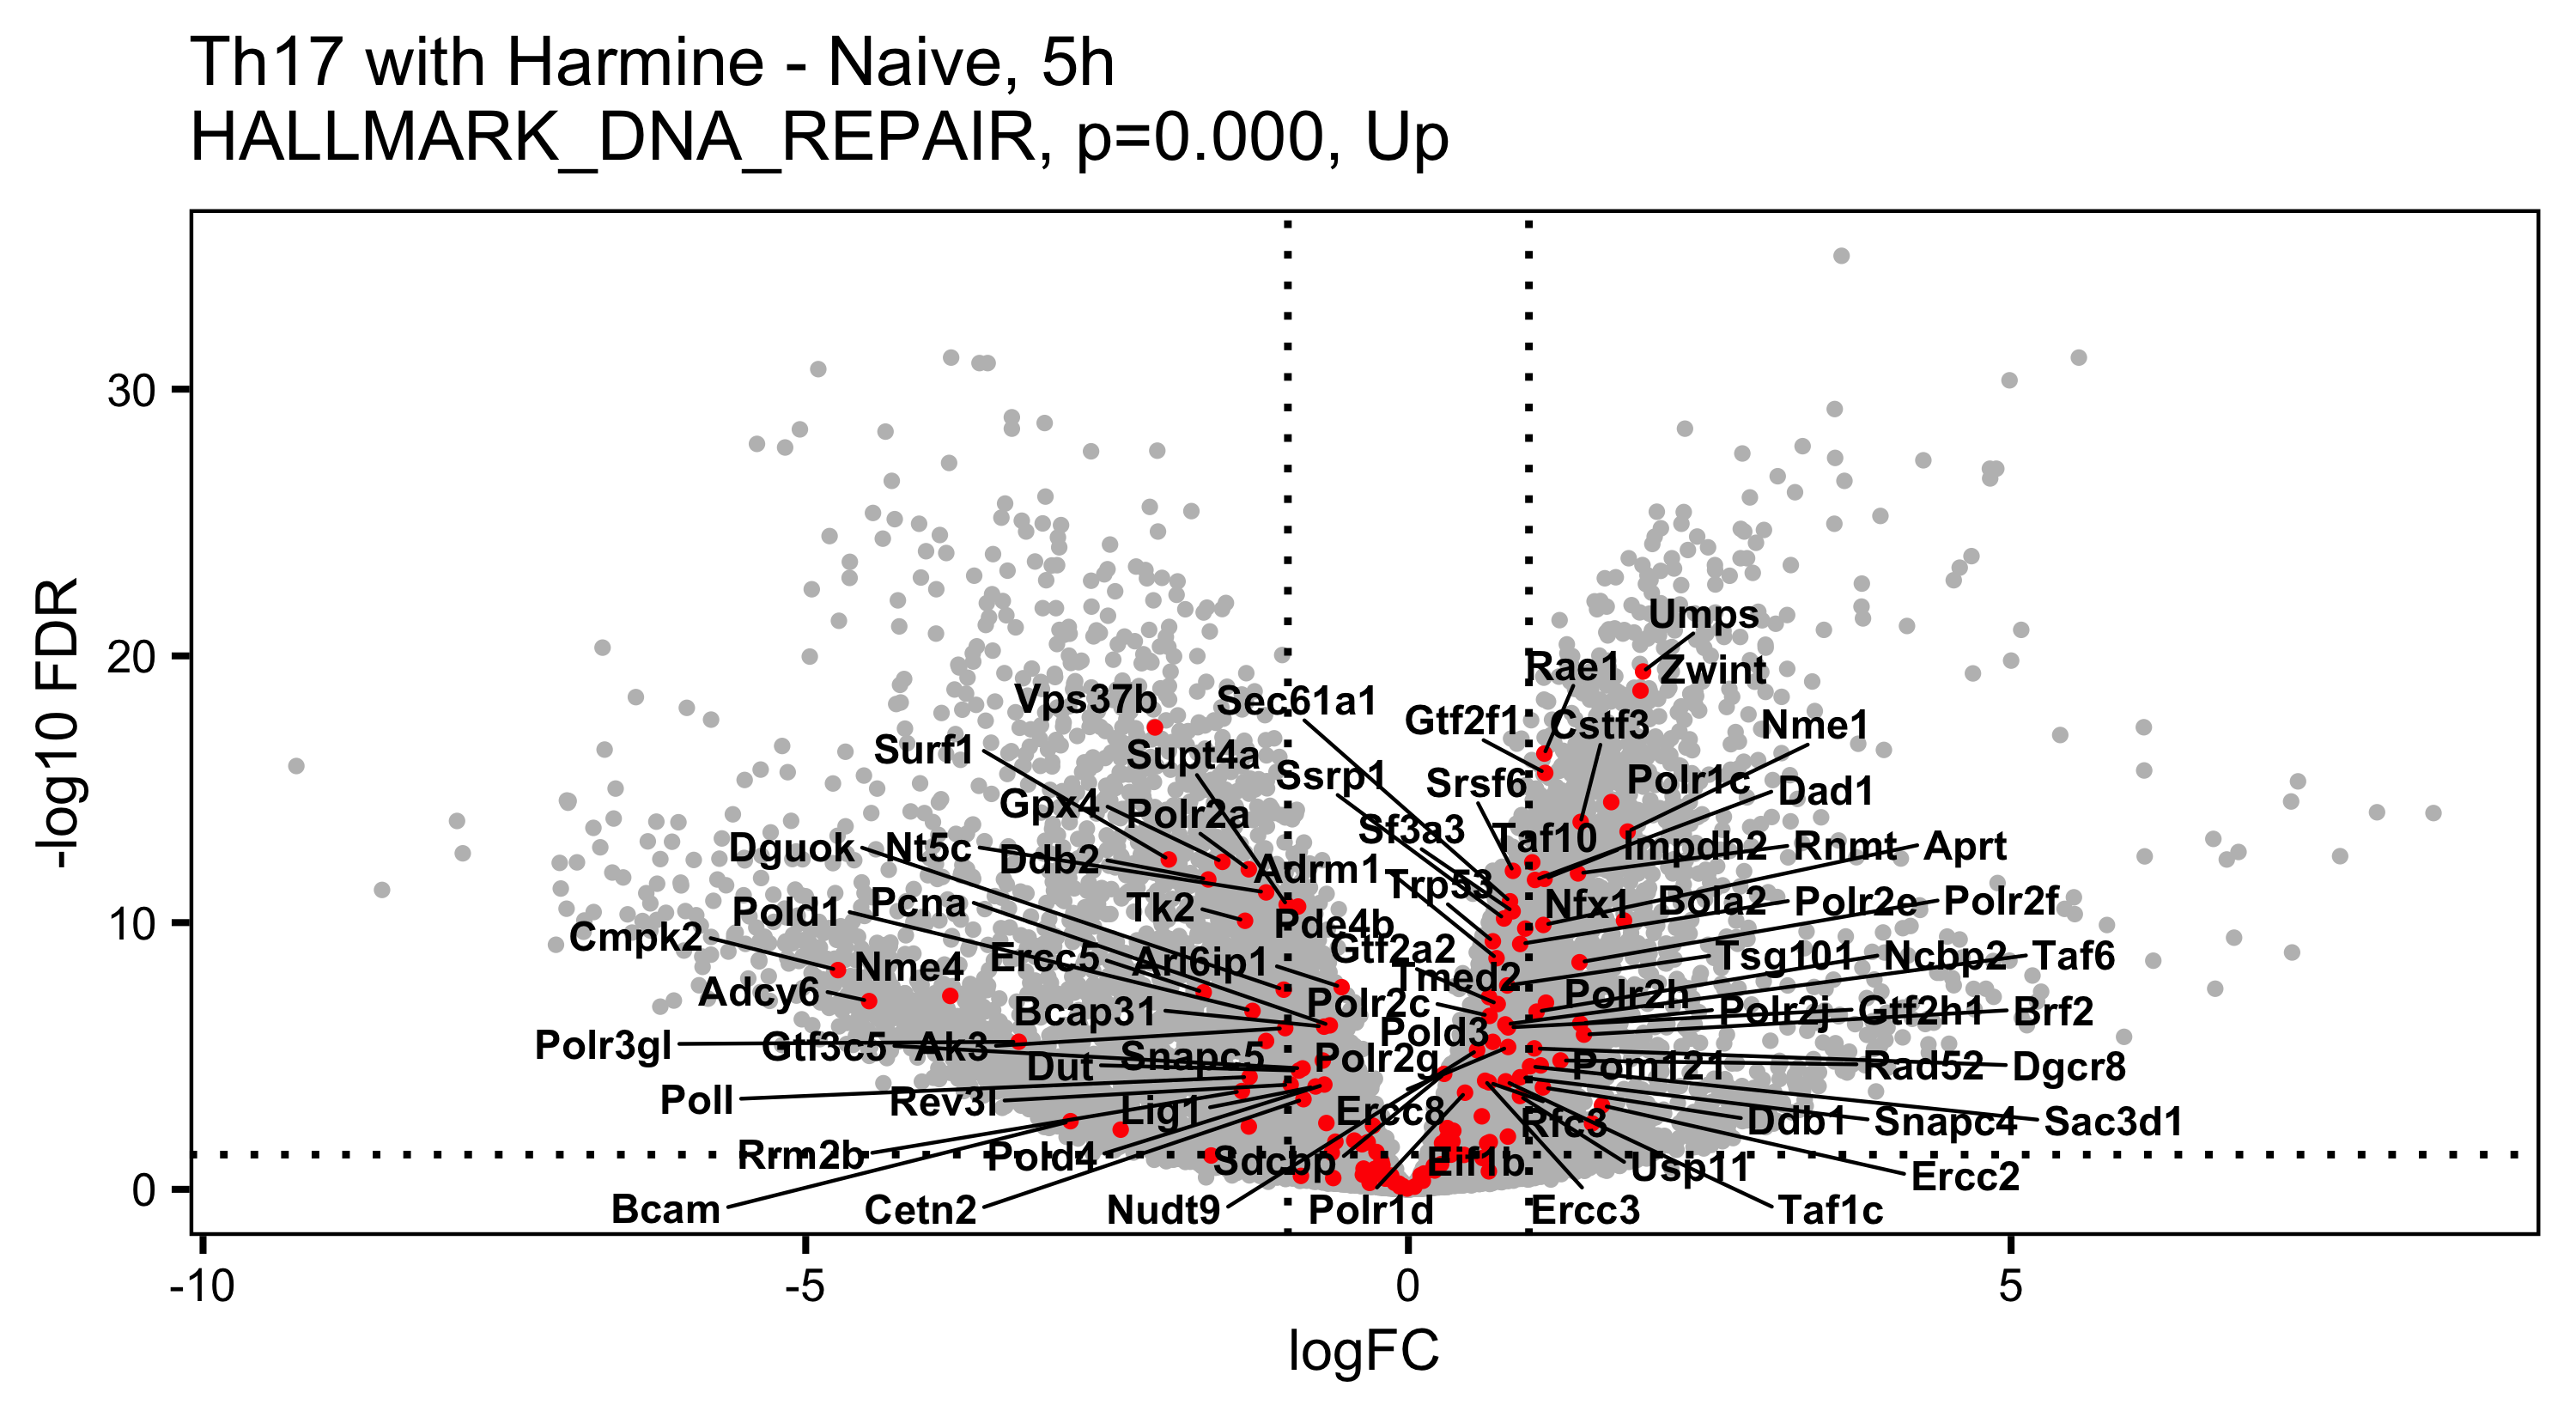 Th17 with Harmine - Naive, 5h
HALLMARK_DNA_REPAIR, p=0.000, Up
-log10 FDR
30
20
10
0
Umps
Rae1
Zwint
Vps37b
Sec61a1
Gtf2f1
Cstf3
Nme1
Surf1
Supt4a
Ssrp1
Srsf6
Polr1c
Dad1
Gpx4
Polr2a
Sf3a3
Taf10
Dguok
Nt5c
Ddb2
Adrm1
Impdh2
Rnmt
Aprt
Trp53
Pold1
Pcna
Tk2
Pde4b
Nfx1
Bola2
Polr2e
Polr2f
Cmpk2
Nme4
Ercc5
Arl6ip1
Gtf2a2
Tmed2
Tsg101
Ncbp2
Taf6
Adcy6
Bcap31
Polr2c
Polr2h
Polr2j
Gtf2h1
Brf2
Polr3gl
Gtf3c5
Ak3
Snapc5
Pold3
Polr2g
Dut
Pom121
Rad52
Dgcr8
Poll
Rev3l
Lig1
Ercc8
Rfc3
Ddb1
Snapc4
Sac3d1
Rrm2b
Pold4
Sdcbp
Elf1b
Usp11
Ercc2
Bcam
Cetn2
Nudt9
Polr1d
Ercc3
Taf1c
-10
-5
0
5
logFC